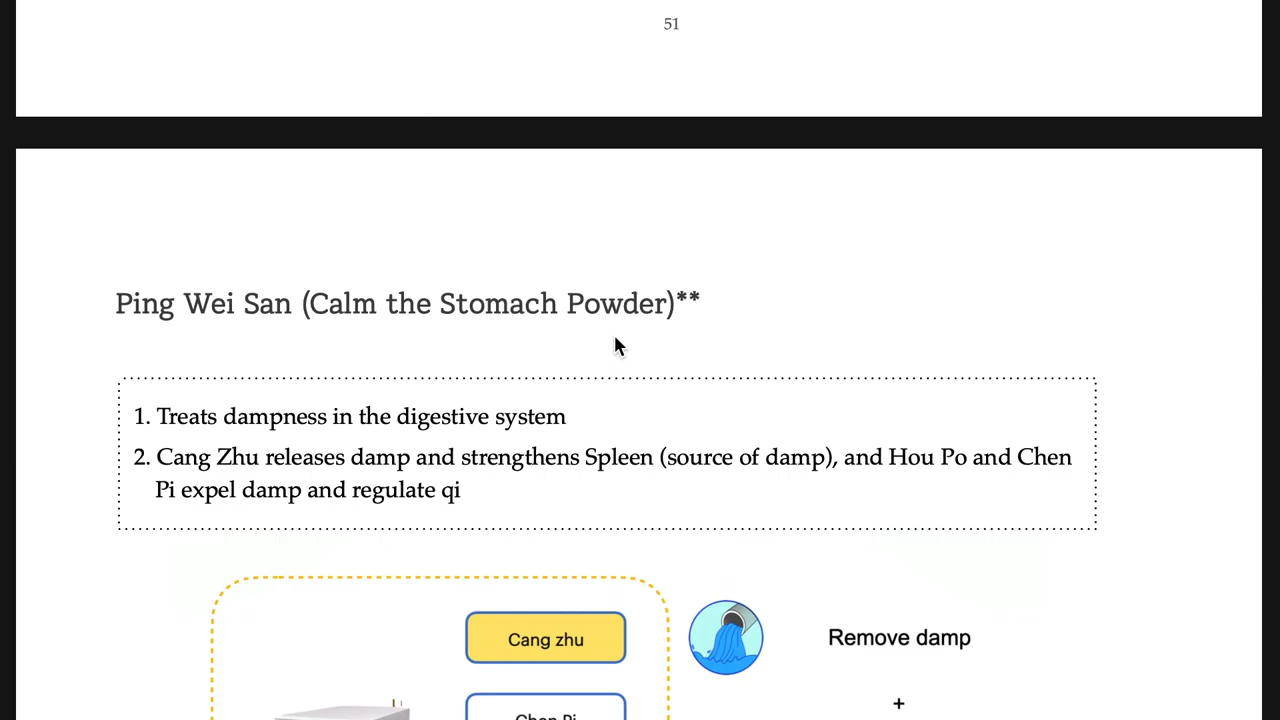 51
Ping Wei San (Calm the Stomach Powder)**
1. Treats dampness in the digestive system
2. Cang Zhu releases damp and strengthens Spleen (source of damp), and Hou Po and Chen
Pi expel damp and regulate qi
Cang zhu
Remove damp
Chen Pi
+